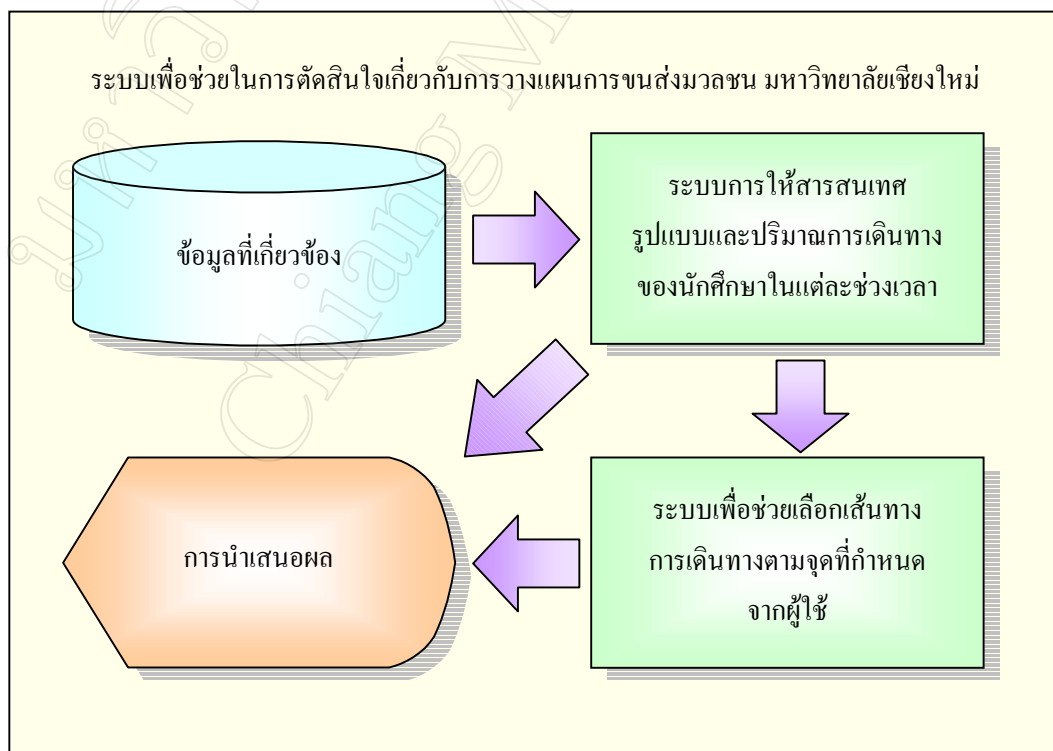 ระบบเพื่อช่วยในการตัดสินใจเกี่ยวกับการวางแผนการขนส่งมวลชน มหาวิทยาลัยเชียงใหม่
ข้อมูลที่เกี่ยวข้อง
ระบบการให้สารสนเทศ
รูปแบบและปริมาณการเดินทาง
ของนักศึกษาในแต่ละช่วงเวลา
การนำเสนอผล
ระบบเพื่อช่วยเลือกเส้นทาง
การเดินทางตามจุดที่กำหนด
จากผู้ใช้
Chiang M